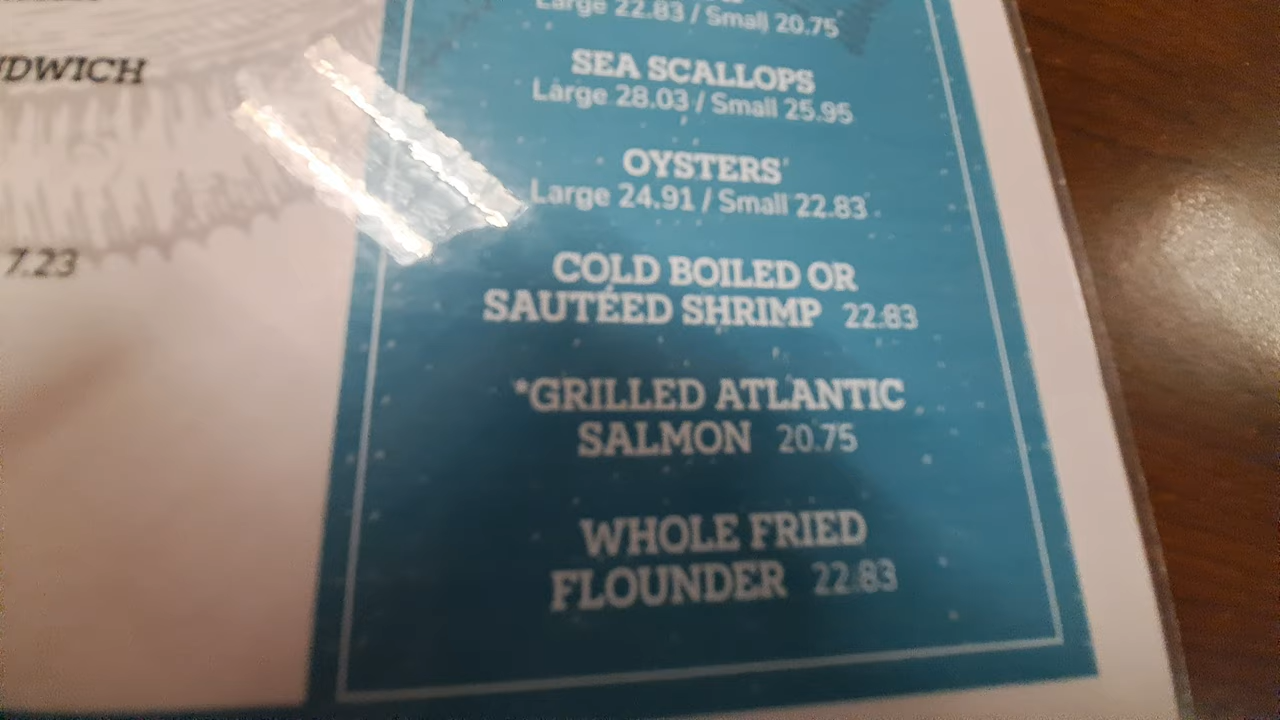 NDWICH
7.23
Large 22.83 / Small 20.75
SEA SCALLOPS
Large 28.03 / Small 25.95
OYSTERS
Large 24.91 / Small 22.83
COLD BOILED OR
SAUTÉED SHRIMP 22.83
*GRILLED ATLANTIC
SALMON 20.75
WHOLE FRIED
FLOUNDER 22.83